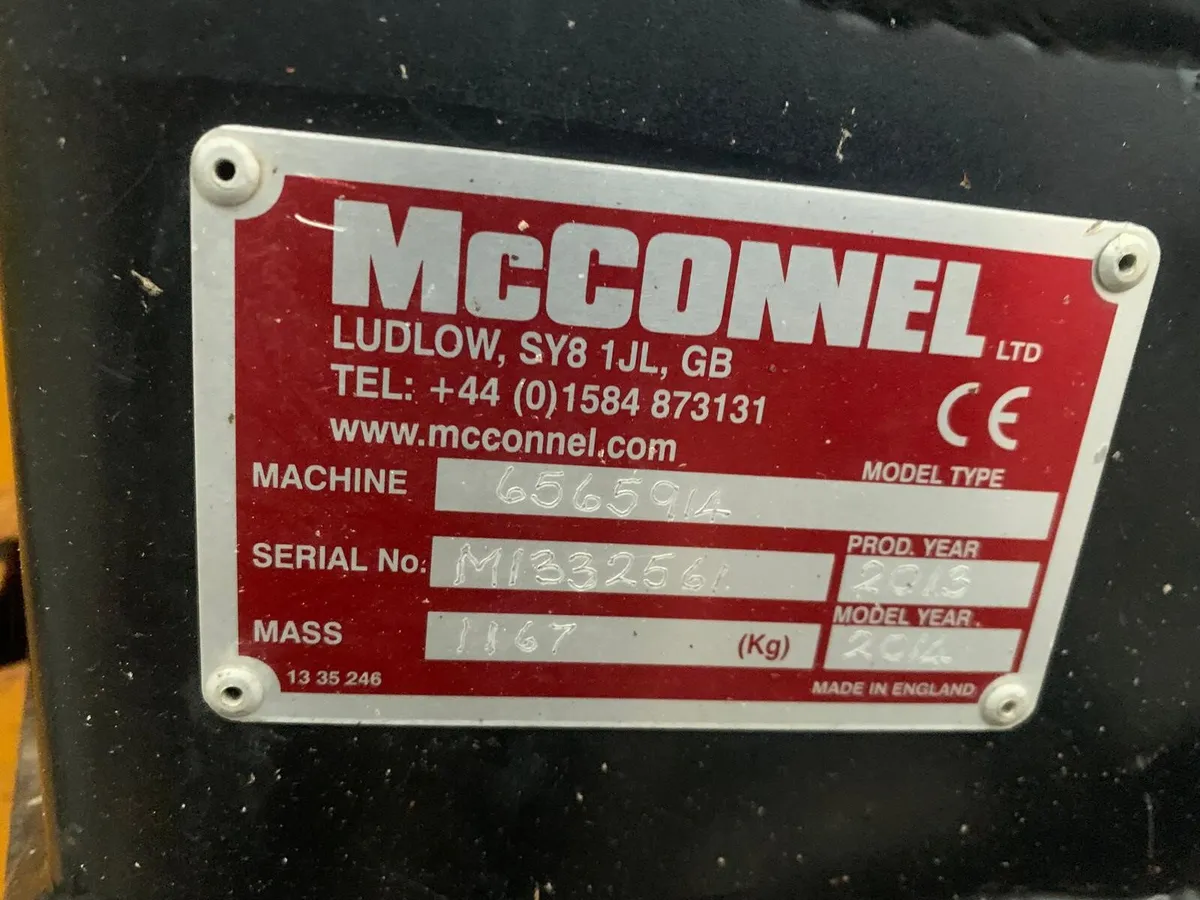 McCONNEL LTD
LUDLOW, SY8 1JL, GB
TEL: +44 (0)1584 873131
www.mcconnel.com
CE
MODEL TYPE
MACHINE 6565914
PROD. YEAR
SERIAL No: M1332561 2013
MODEL YEAR.
MASS 1167 (Kg) 2014
13 35 246 MADE IN ENGLAND